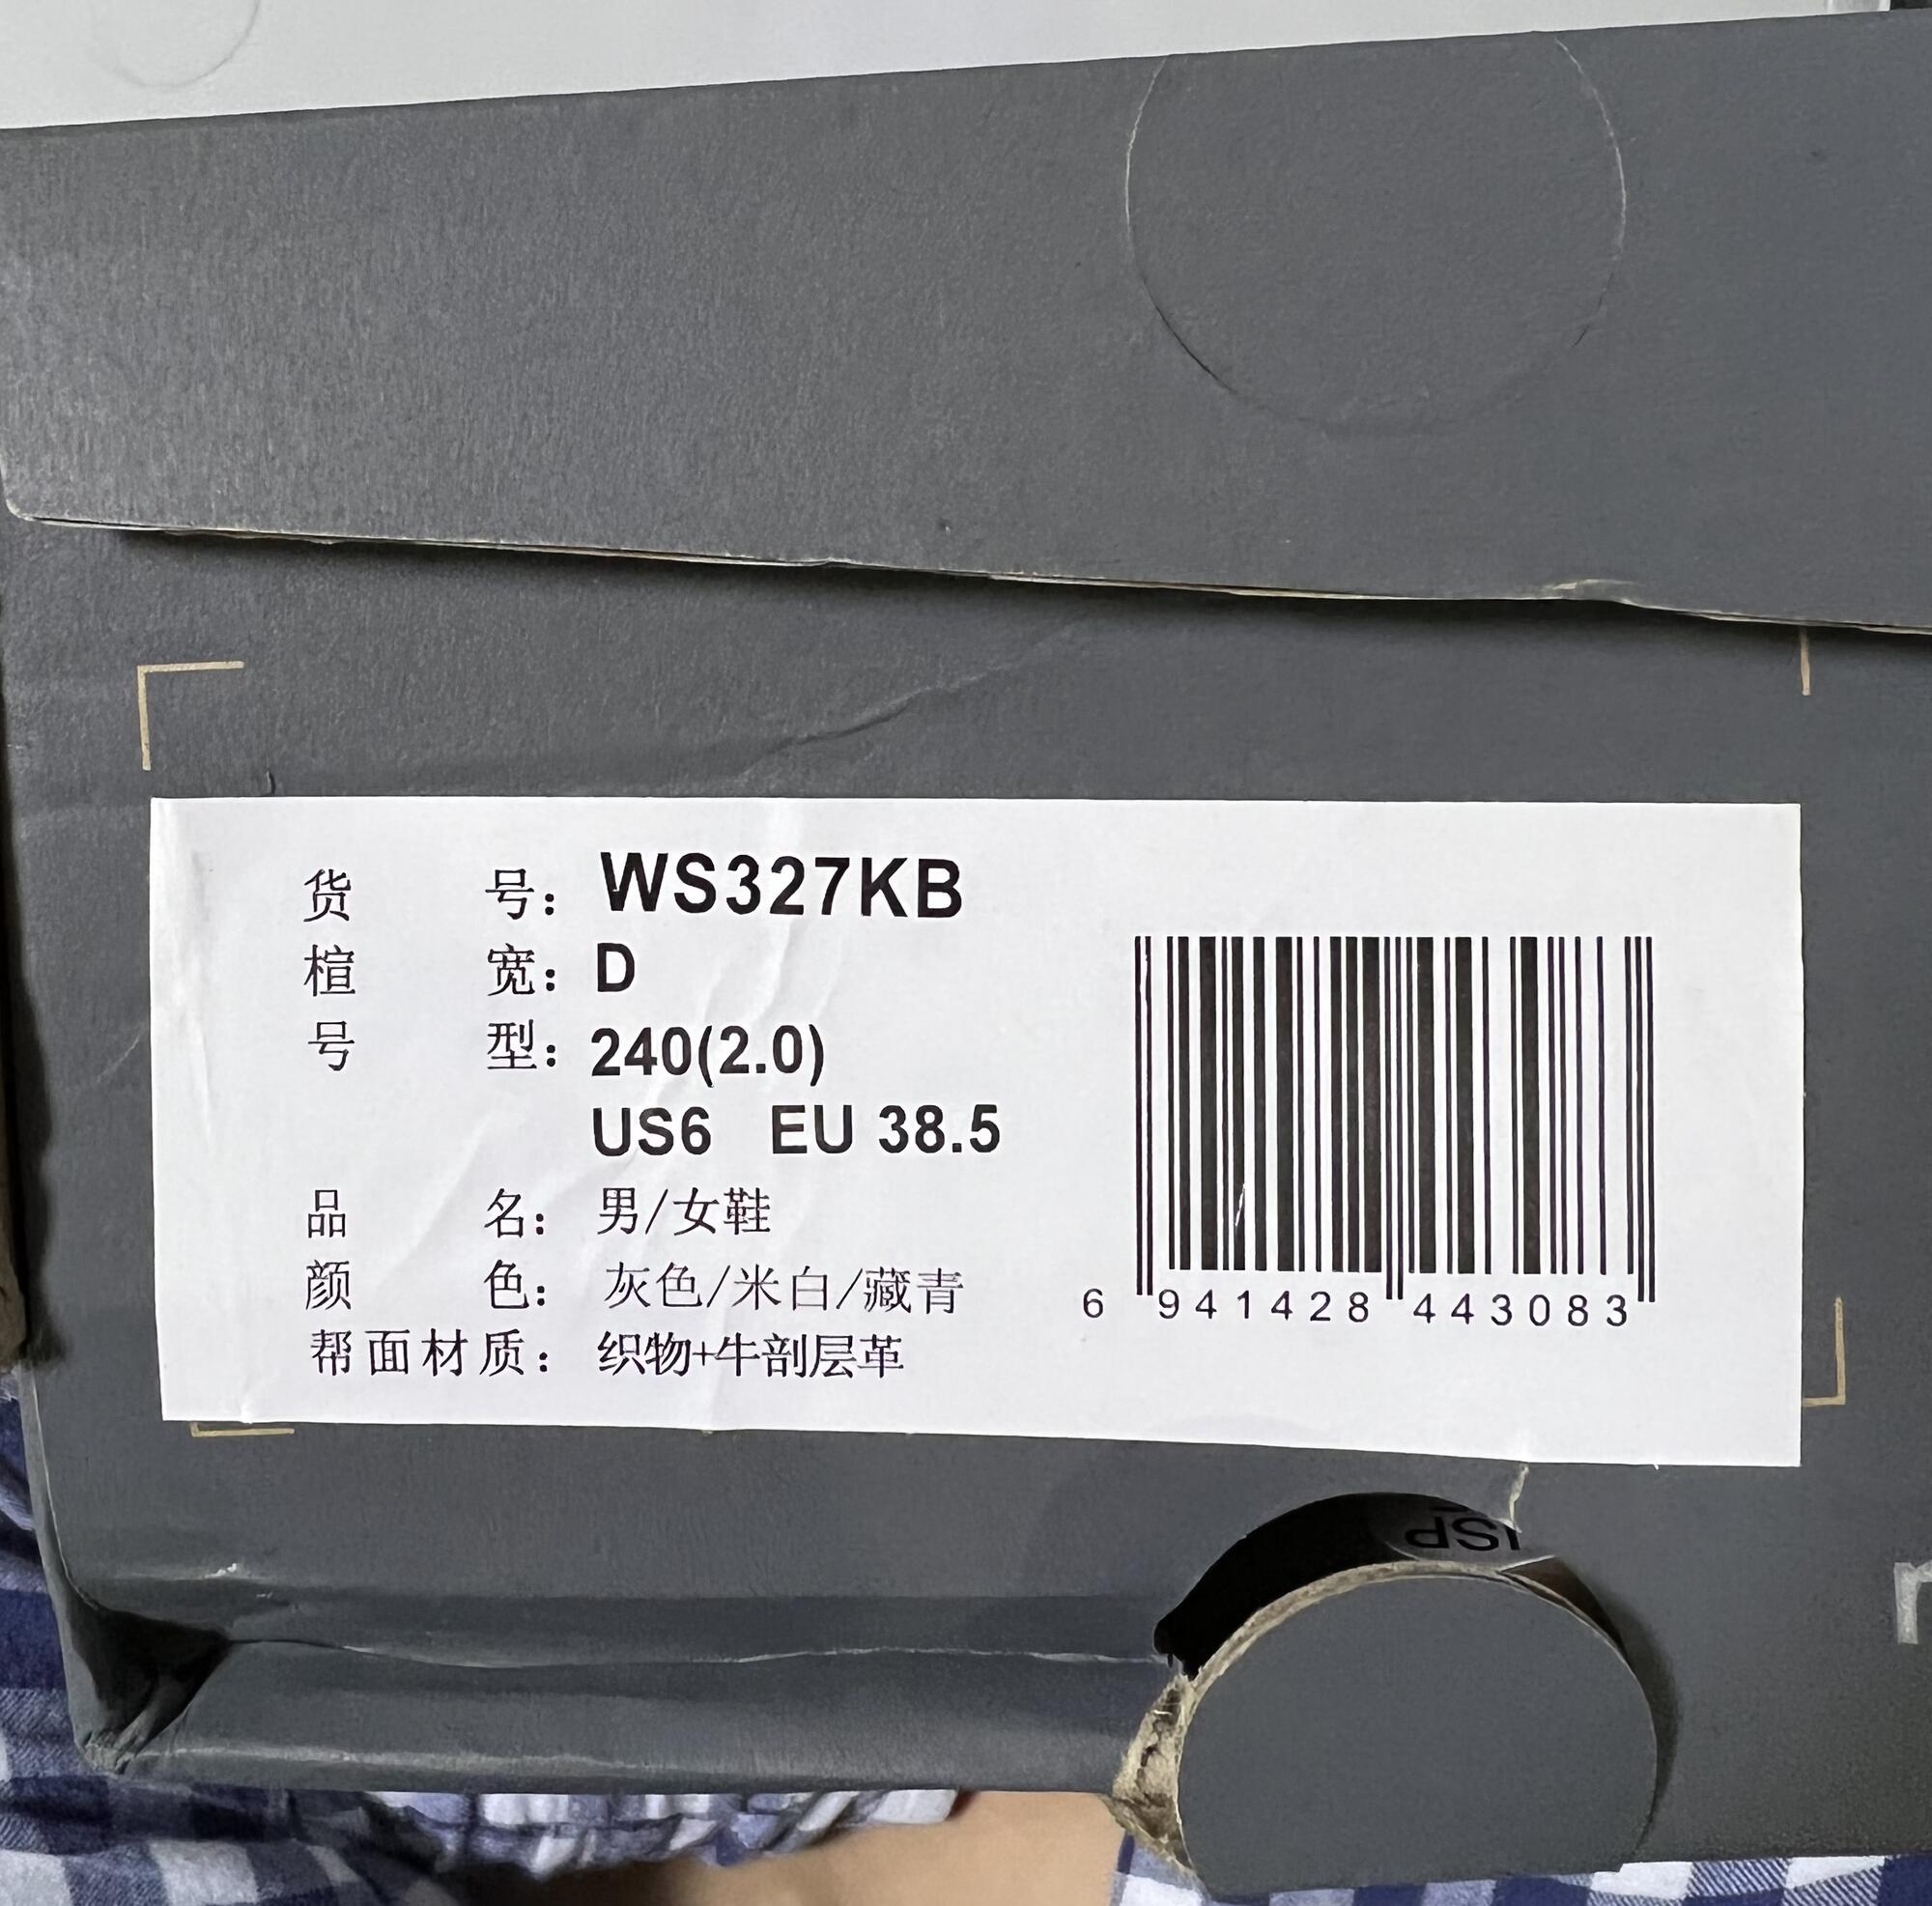 货 号: WS327KB
楦 宽: D
号 型: 240(2.0)
US6 EU 38.5
品 名: 男/女鞋
颜 色: 灰色/米白/藏青
帮面材质: 织物+牛剖层革
6 941428 443083